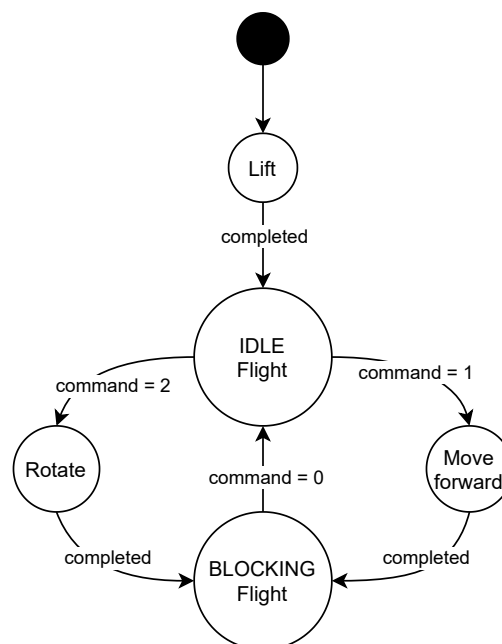 Lift
completed
IDLE
Flight
command = 2
command = 1
Rotate
Move
forward
command = 0
completed
completed
BLOCKING
Flight